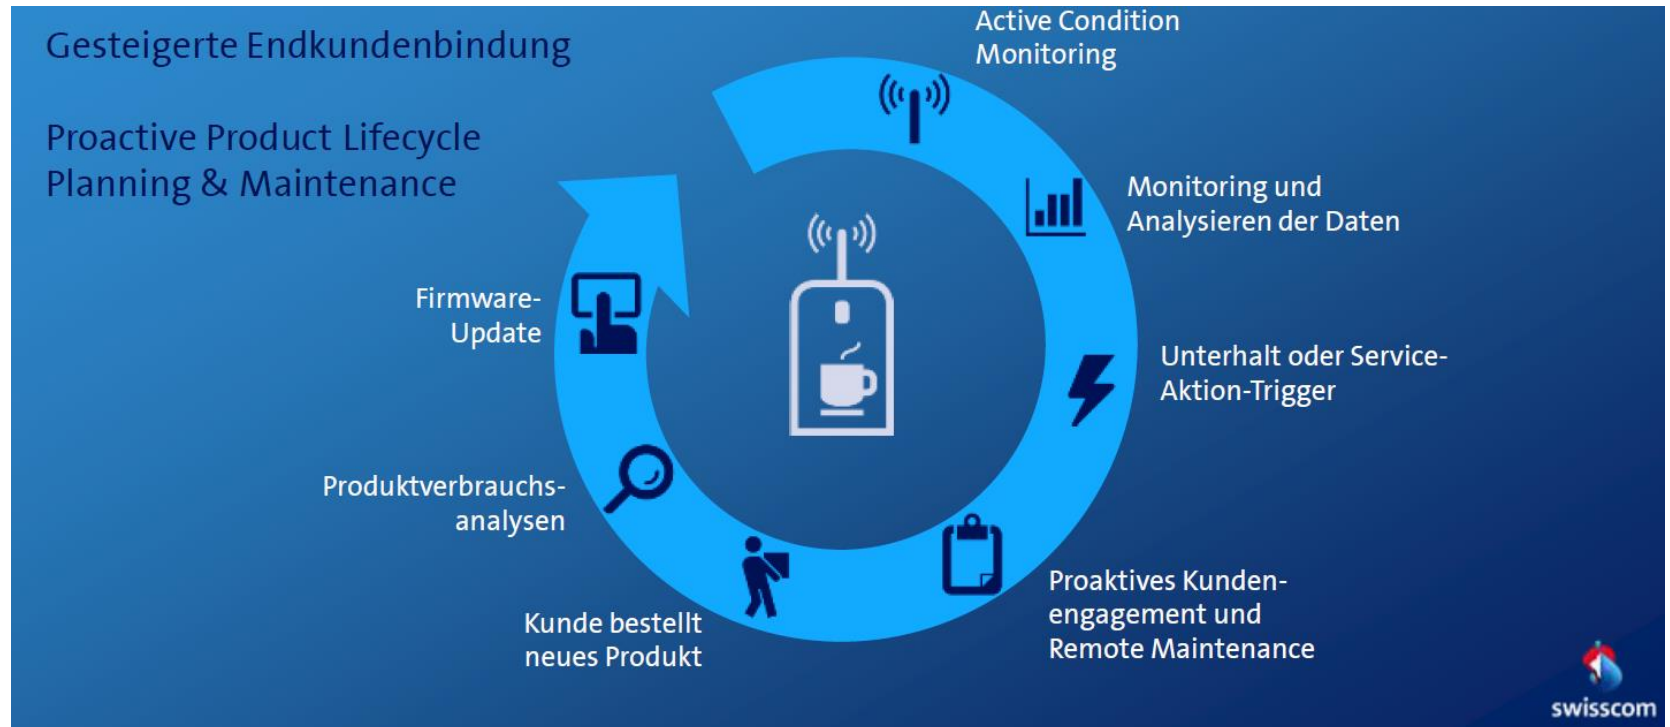 Gesteigerte Endkundenbindung
Proactive Product Lifecycle
Planning & Maintenance
Active Condition
Monitoring
Monitoring und
Analysieren der Daten
Unterhalt oder Service-
Aktion-Trigger
Proaktives Kunden-
engagement und
Remote Maintenance
Kunde bestellt
neues Produkt
Produktverbrauchs-
analysen
Firmware-
Update
swisscom